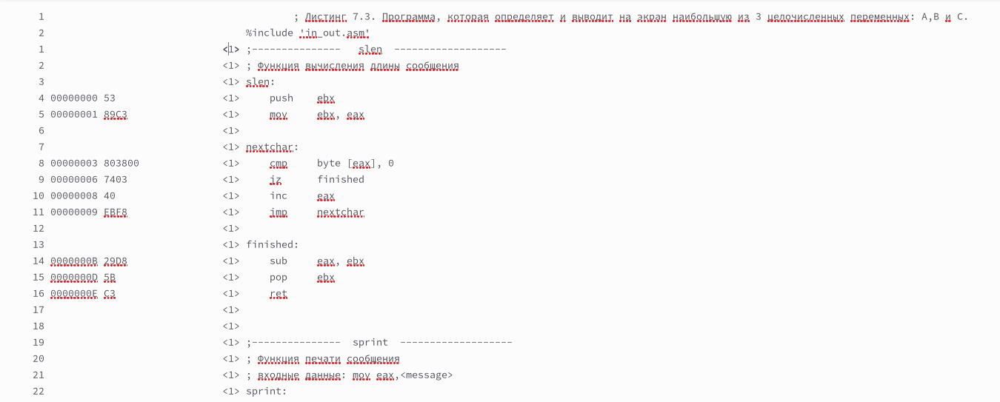 1 ; Листинг 7.3. Программа, которая определяет и выводит на экран наибольшую из 3 целочисленных переменных: A,B и C.
2 %include 'in_out.asm'
1 <1> ;--------------- slen -------------------
2 <1> ; Функция вычисления длины сообщения
3 <1> slen:
4 00000000 53 <1> push ebx
5 00000001 89C3 <1> mov ebx, eax
6 <1>
7 <1> nextchar:
8 00000003 803800 <1> cmp byte [eax], 0
9 00000006 7403 <1> jz finished
10 00000008 40 <1> inc eax
11 00000009 EBF8 <1> jmp nextchar
12 <1>
13 <1> finished:
14 0000000B 29D8 <1> sub eax, ebx
15 0000000D 5B <1> pop ebx
16 0000000E C3 <1> ret
17 <1>
18 <1>
19 <1> ;--------------- sprint -------------------
20 <1> ; Функция печати сообщения
21 <1> ; входные данные: mov eax,<message>
22 <1> sprint: